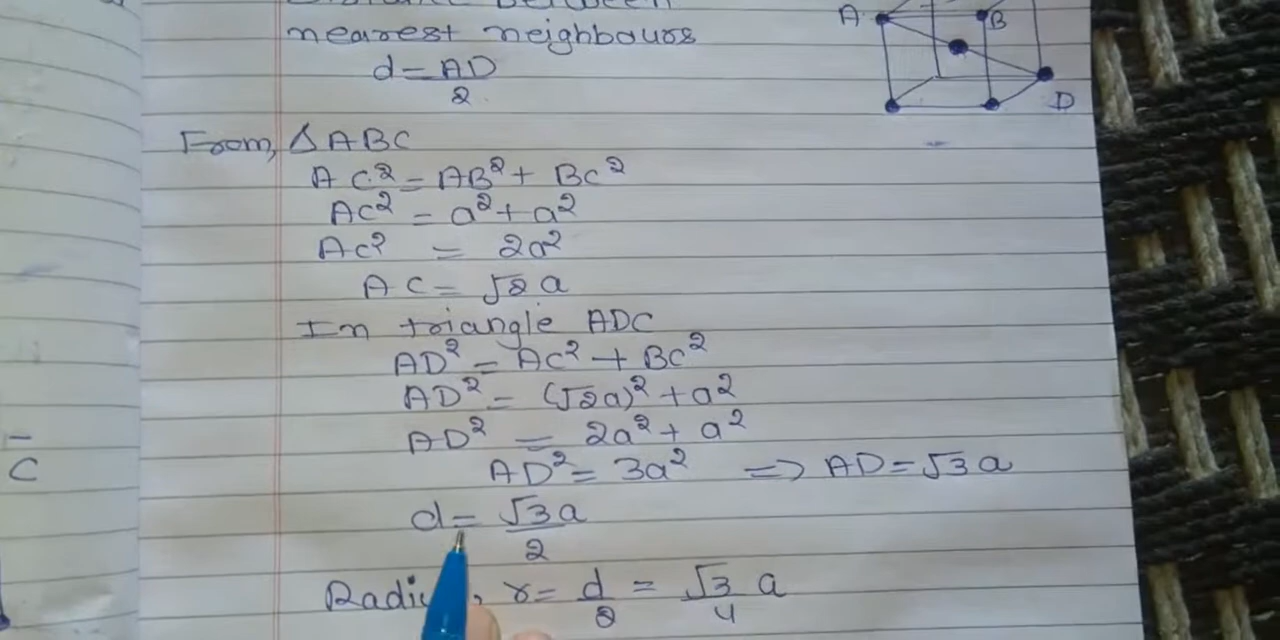 nearest neighbours
d = AD/2
A B
D
From, △ ABC
AC² = AB² + BC²
AC² = a² + a²
AC² = 2a²
AC = √2 a
In triangle ADC
AD² = AC² + BC²
AD² = (√2a)² + a²
AD² = 2a² + a²
AD² = 3a² ⇒ AD = √3 a
C
d = √3a/2
r = d/2 = √3/4 a